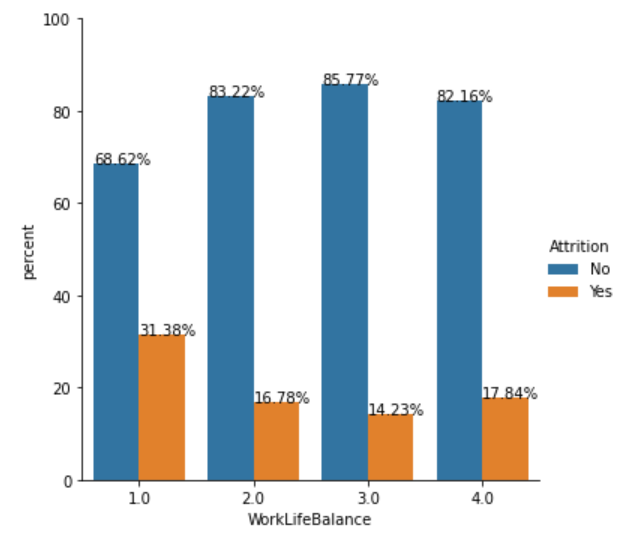 100
80
60
40
20
0
percent
68.62%
31.38%
83.22%
16.78%
85.77%
14.23%
82.16%
17.84%
1.0 2.0 3.0 4.0
WorkLifeBalance
Attrition
No
Yes